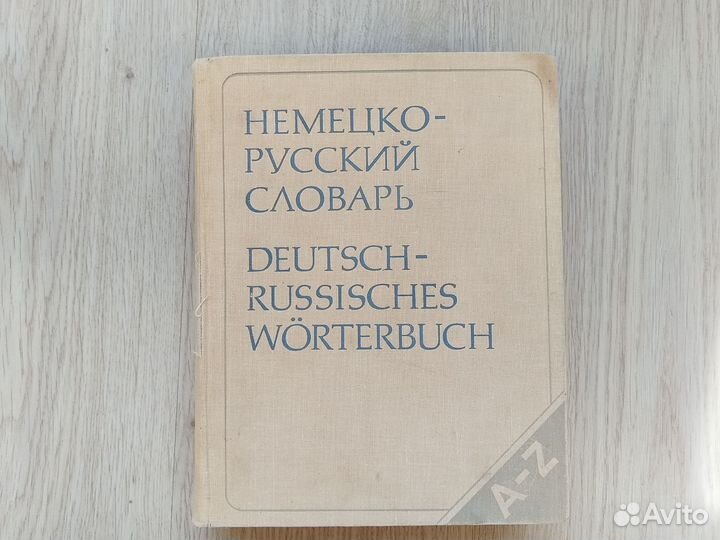 НЕМЕЦКО-
РУССКИЙ
СЛОВАРЬ
DEUTSCH-
RUSSISCHES
WÖRTERBUCH
A-Z
Avito